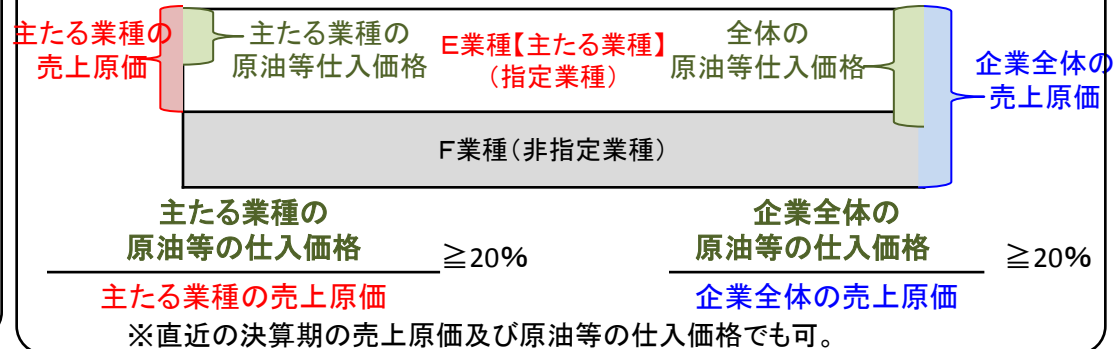 主たる業種の
売上原価
主たる業種の
原油等仕入価格
E業種【主たる業種】
(指定業種)
全体の
原油等仕入価格
企業全体の
売上原価
F業種(非指定業種)
主たる業種の
原油等の仕入価格
≧20%
主たる業種の売上原価
企業全体の
原油等の仕入価格
≧20%
企業全体の売上原価
※直近の決算期の売上原価及び原油等の仕入価格でも可。